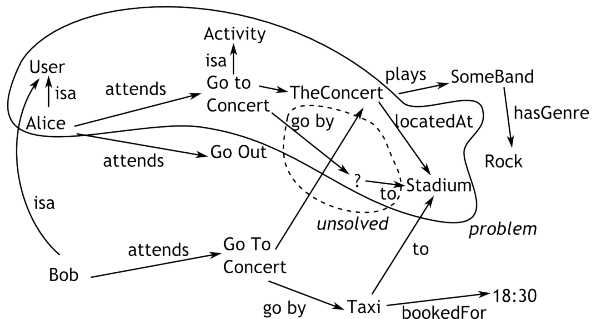 Activity
User
isa
isa
attends
Go to
Concert
TheConcert
plays
SomeBand
hasGenre
Rock
Alice
go by
locatedAt
attends
Go Out
?
to
Stadium
isa
unsolved
problem
attends
Go To
Concert
to
Bob
go by
Taxi
bookedFor
18:30